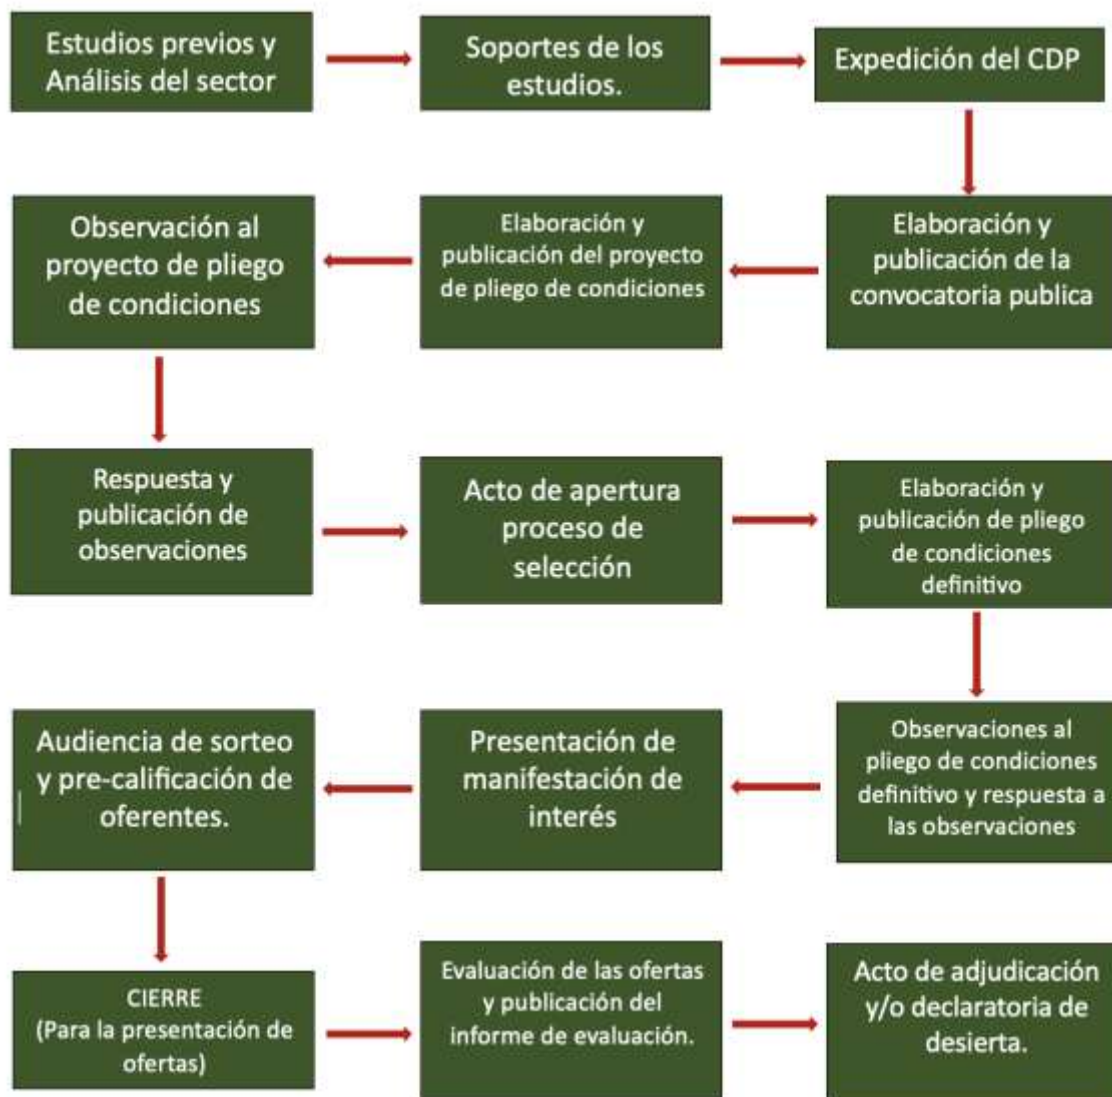 Estudios previos y
Análisis del sector
Soportes de los
estudios.
Expedición del CDP
Elaboración y
publicación de la
convocatoria publica
Elaboración y
publicación del proyecto
de pliego de condiciones
Observación al
proyecto de pliego
de condiciones
Respuesta y
publicación de
observaciones
Acto de apertura
proceso de
selección
Elaboración y
publicación de pliego
de condiciones
definitivo
Observaciones al
pliego de condiciones
definitivo y respuesta a
las observaciones
Presentación de
manifestación de
interés
Audiencia de sorteo
y pre-calificación de
oferentes.
CIERRE
(Para la presentación de
ofertas)
Evaluación de las ofertas
y publicación del
informe de evaluación.
Acto de adjudicación
y/o declaratoria de
desierta.